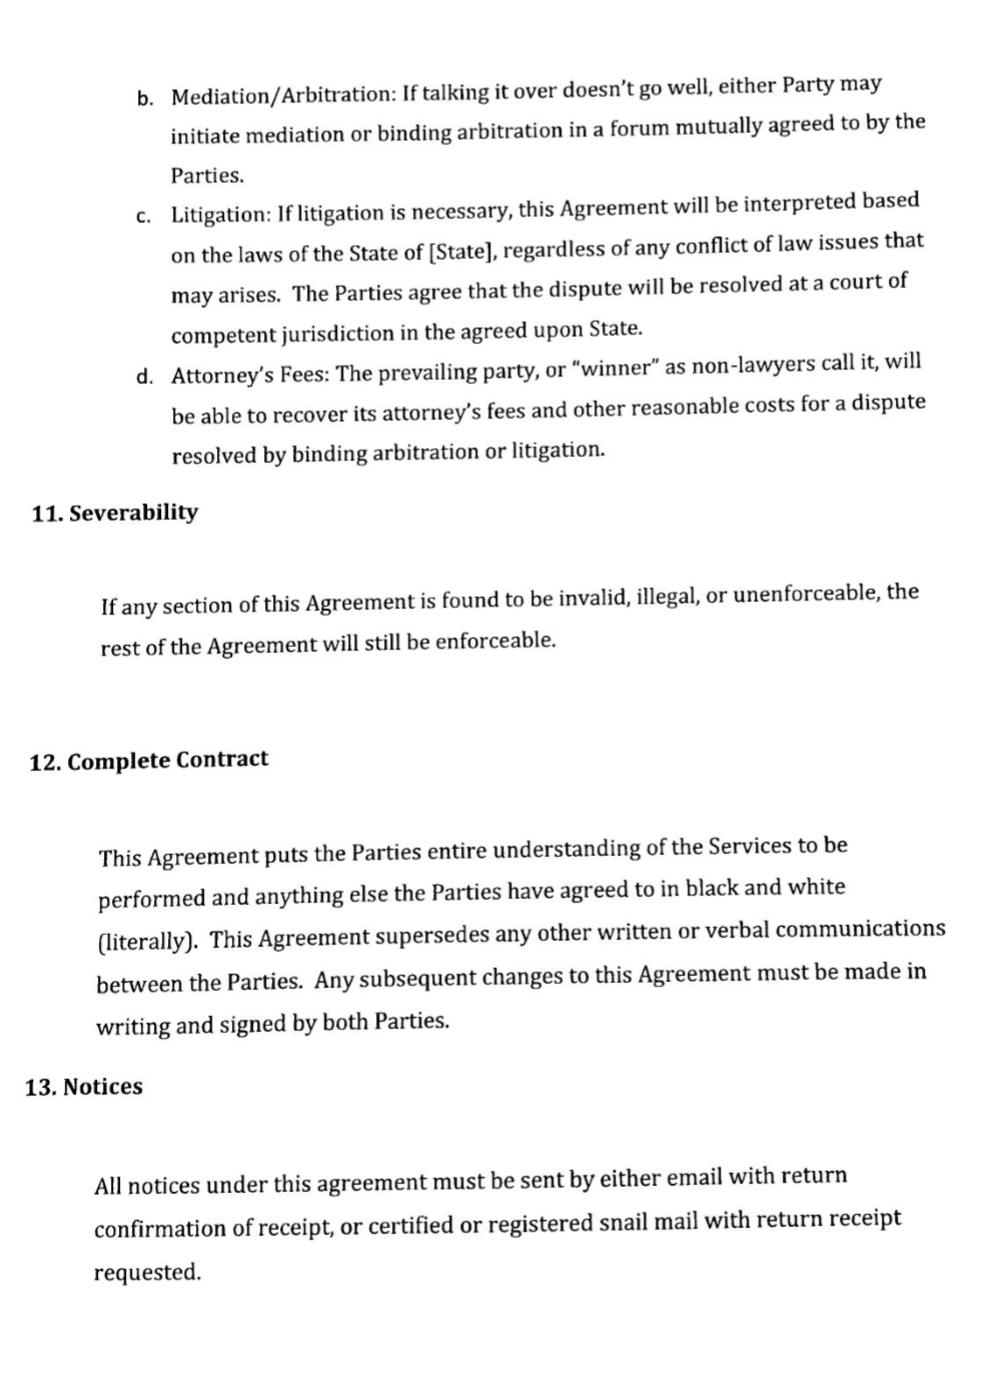 b. Mediation/Arbitration: If talking it over doesn't go well, either Party may
initiate mediation or binding arbitration in a forum mutually agreed to by the
Parties.
c. Litigation: If litigation is necessary, this Agreement will be interpreted based
on the laws of the State of [State], regardless of any conflict of law issues that
may arises.  The Parties agree that the dispute will be resolved at a court of
competent jurisdiction in the agreed upon State.
d. Attorney's Fees: The prevailing party, or “winner” as non-lawyers call it, will
be able to recover its attorney's fees and other reasonable costs for a dispute
resolved by binding arbitration or litigation.
11. Severability
If any section of this Agreement is found to be invalid, illegal, or unenforceable, the
rest of the Agreement will still be enforceable.
12. Complete Contract
This Agreement puts the Parties entire understanding of the Services to be
performed and anything else the Parties have agreed to in black and white
(literally).  This Agreement supersedes any other written or verbal communications
between the Parties.  Any subsequent changes to this Agreement must be made in
writing and signed by both Parties.
13. Notices
All notices under this agreement must be sent by either email with return
confirmation of receipt, or certified or registered snail mail with return receipt
requested.